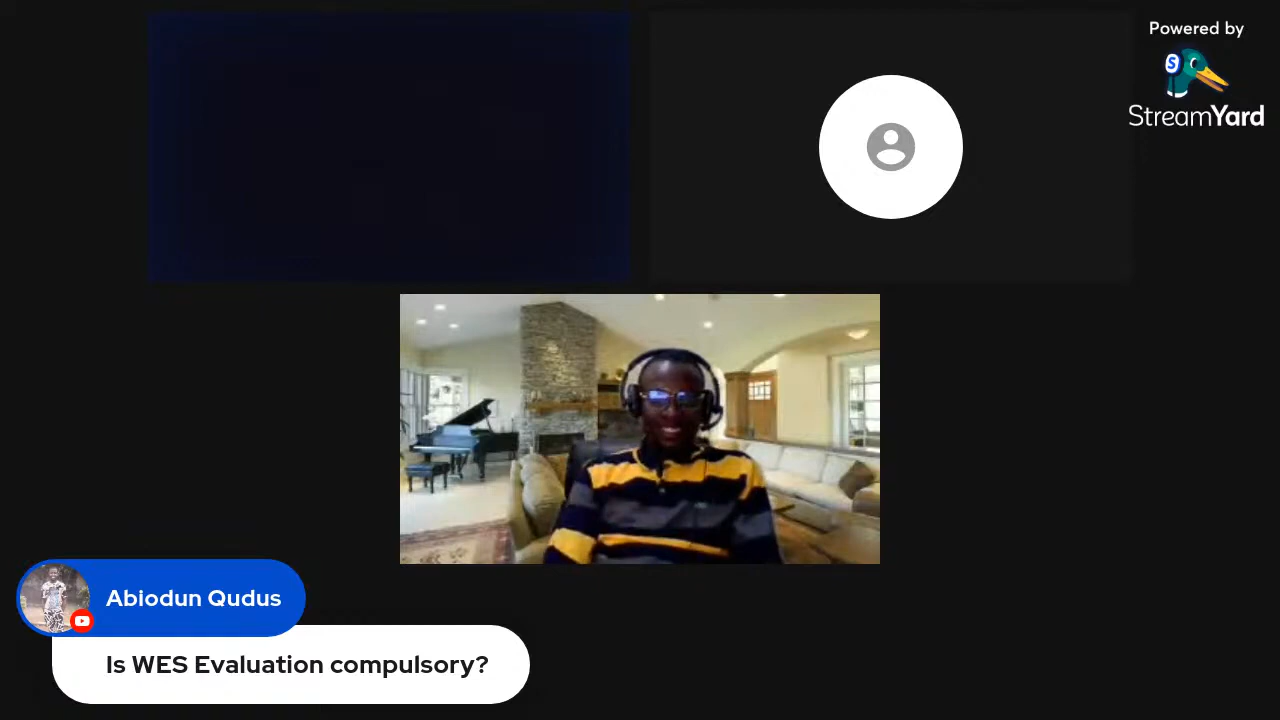 Powered by
S
StreamYard
Abiodun Qudus
Is WES Evaluation compulsory?